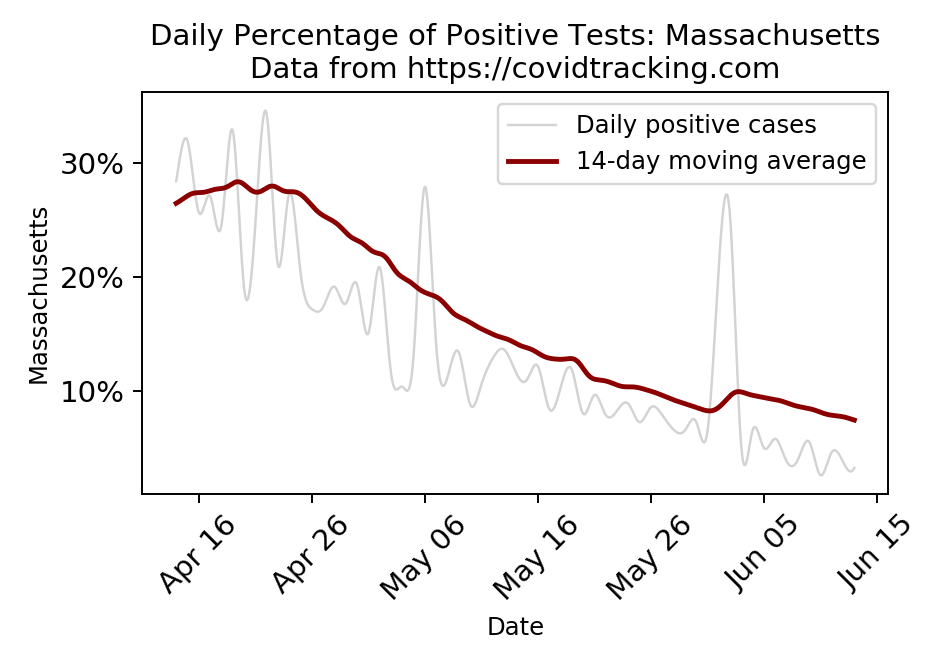 Daily Percentage of Positive Tests: Massachusetts
Data from https://covidtracking.com
Daily positive cases
14-day moving average
30%
20%
10%
Massachusetts
Apr 16
Apr 26
May 06
May 16
May 26
Jun 05
Jun 15
Date